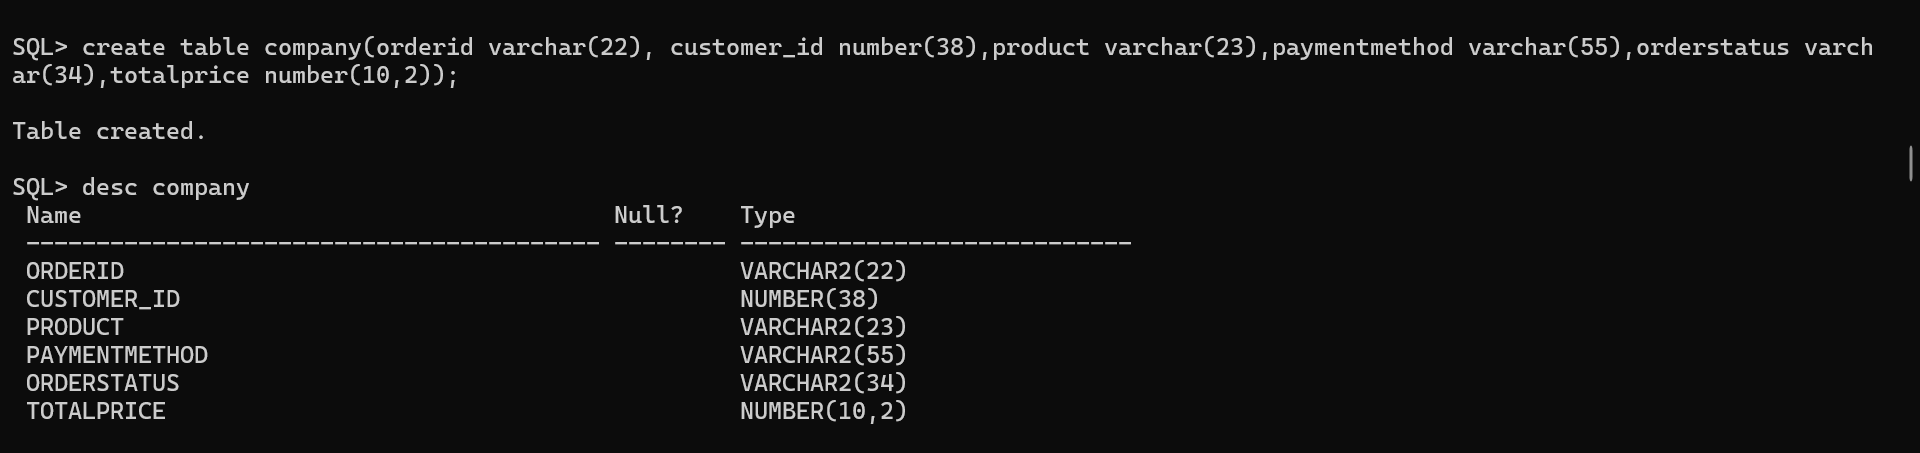 SQL> create table company(orderid varchar(22), customer_id number(38),product varchar(23),paymentmethod varchar(55),orderstatus varch
ar(34),totalprice number(10,2));
Table created.
SQL> desc company
Name Null? Type
----------------------------------------- -------- ----------------------------
ORDERID VARCHAR2(22)
CUSTOMER_ID NUMBER(38)
PRODUCT VARCHAR2(23)
PAYMENTMETHOD VARCHAR2(55)
ORDERSTATUS VARCHAR2(34)
TOTALPRICE NUMBER(10,2)